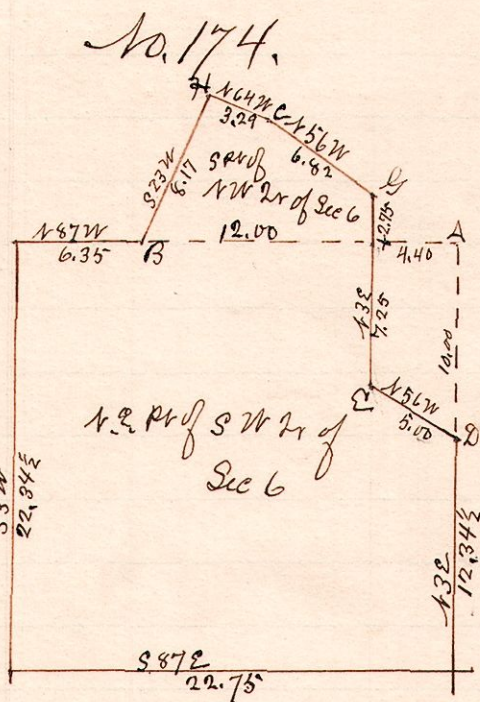 No. 174.
H
N64W
3.29
C
N56W
6.82
S23W
8.17
S Pt of
NW Qr of Sec 6
G
2.75
N87W
6.35
B
12.00
A
4.40
N3E
7.25
10.00
E
N56W
5.00
D
N.E. Pt of S W Qr of
Sec 6
S3W
22.34½
N3E
12.34½
S87E
22.75